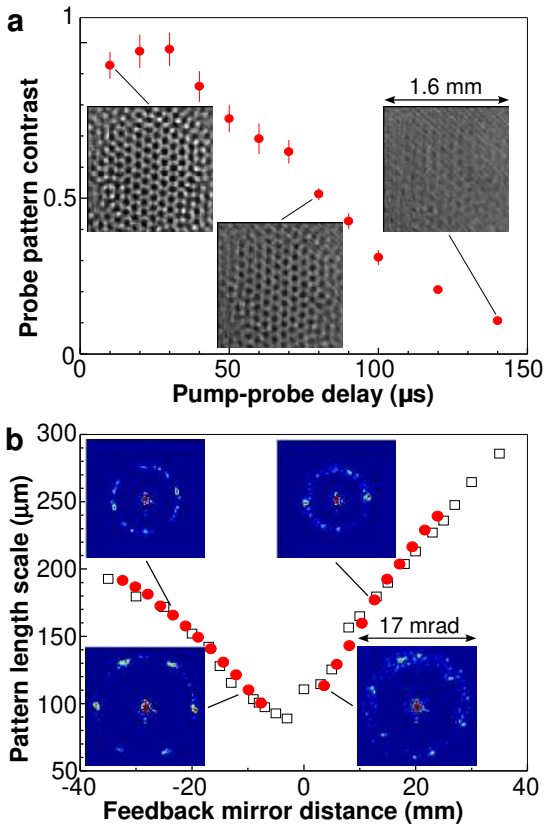 a
1
0.5
0
Probe pattern contrast
1.6 mm
0 50 100 150
Pump-probe delay (µs)
b
300
250
200
150
100
50
Pattern length scale (µm)
17 mrad
-40 -20 0 20 40
Feedback mirror distance (mm)